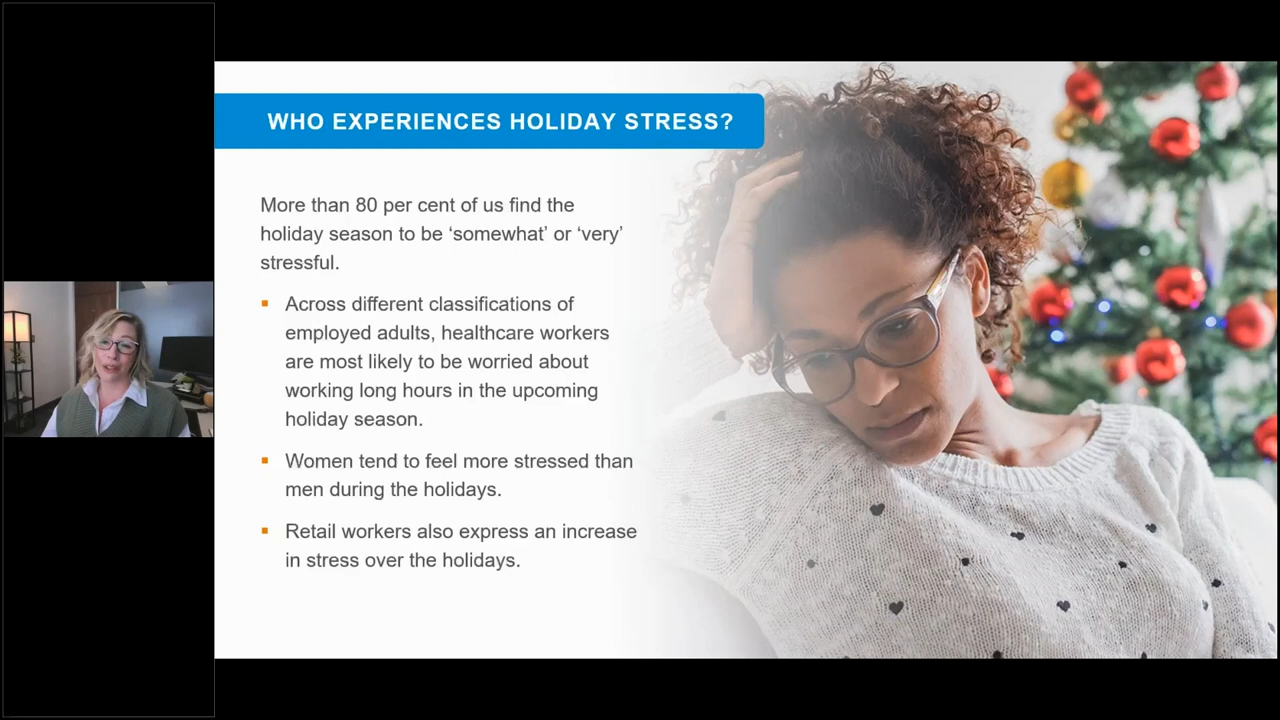 WHO EXPERIENCES HOLIDAY STRESS?
More than 80 per cent of us find the
holiday season to be ‘somewhat’ or ‘very’
stressful.
▪ Across different classifications of
employed adults, healthcare workers
are most likely to be worried about
working long hours in the upcoming
holiday season.
▪ Women tend to feel more stressed than
men during the holidays.
▪ Retail workers also express an increase
in stress over the holidays.